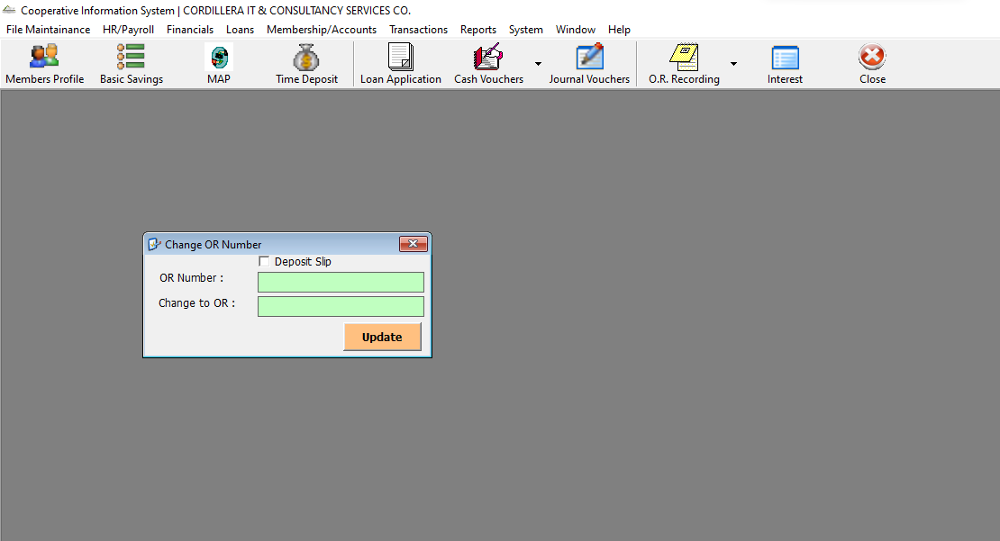 Cooperative Information System | CORDILLERA IT & CONSULTANCY SERVICES CO.
File Maintainance HR/Payroll Financials Loans Membership/Accounts Transactions Reports System Window Help
Members Profile Basic Savings MAP Time Deposit Loan Application Cash Vouchers Journal Vouchers O.R. Recording Interest Close
Change OR Number
Deposit Slip
OR Number :
Change to OR :
Update